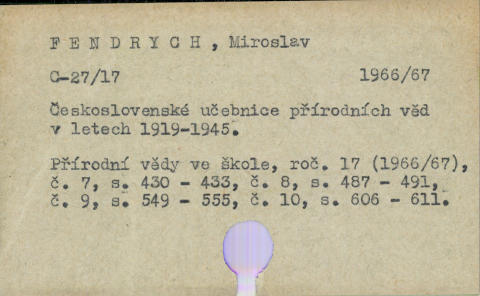 FENDRYCH, Miroslav
C-27/17 1966/67
Československé učebnice přírodních věd
v letech 1919-1945.
Přírodní vědy ve škole, roč. 17 (1966/67),
č. 7, s. 430 - 433, č. 8, s. 487 - 491,
č. 9, s. 549 - 555, č. 10, s. 606 - 611.